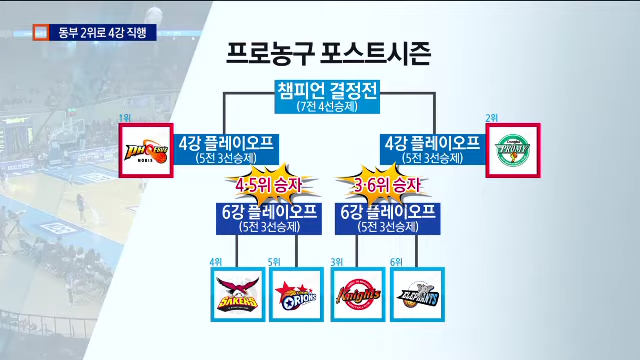 동부 2위로 4강 직행
프로농구 포스트시즌
챔피언 결정전
(7전 4선승제)
1위
2위
PHOEBUS
MOBIS
4강 플레이오프
(5전 3선승제)
4강 플레이오프
(5전 3선승제)
PROMY
4·5위 승자
3·6위 승자
6강 플레이오프
(5전 3선승제)
6강 플레이오프
(5전 3선승제)
4위
5위
3위
6위
SAKERS
ORIONS
Knights
ELEPHANTS